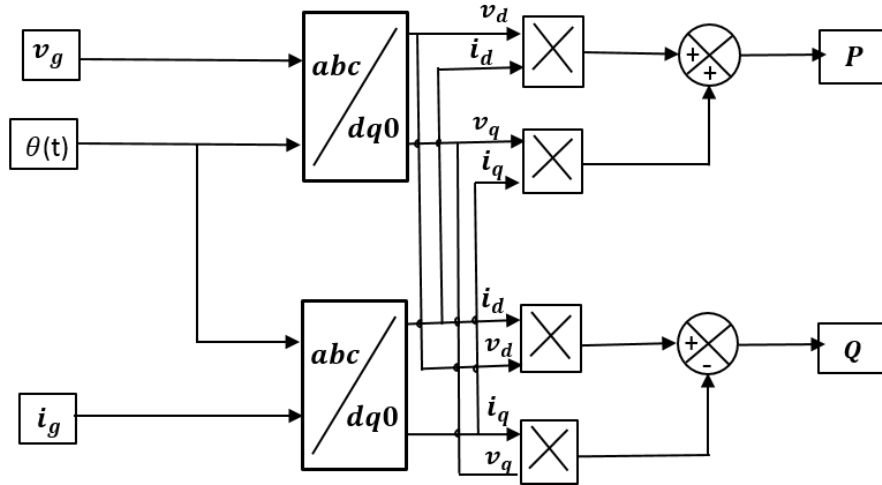 v_g
θ(t)
i_g
abc
dq0
abc
dq0
v_d
i_d
v_q
i_q
i_d
v_d
i_q
v_q
+
+
P
+
-
Q